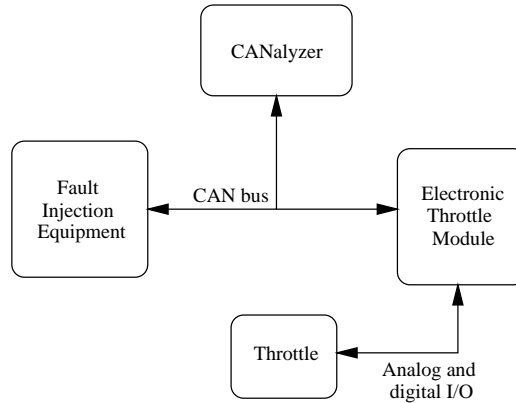 CANalyzer
Fault
Injection
Equipment
CAN bus
Electronic
Throttle
Module
Throttle
Analog and
digital I/O